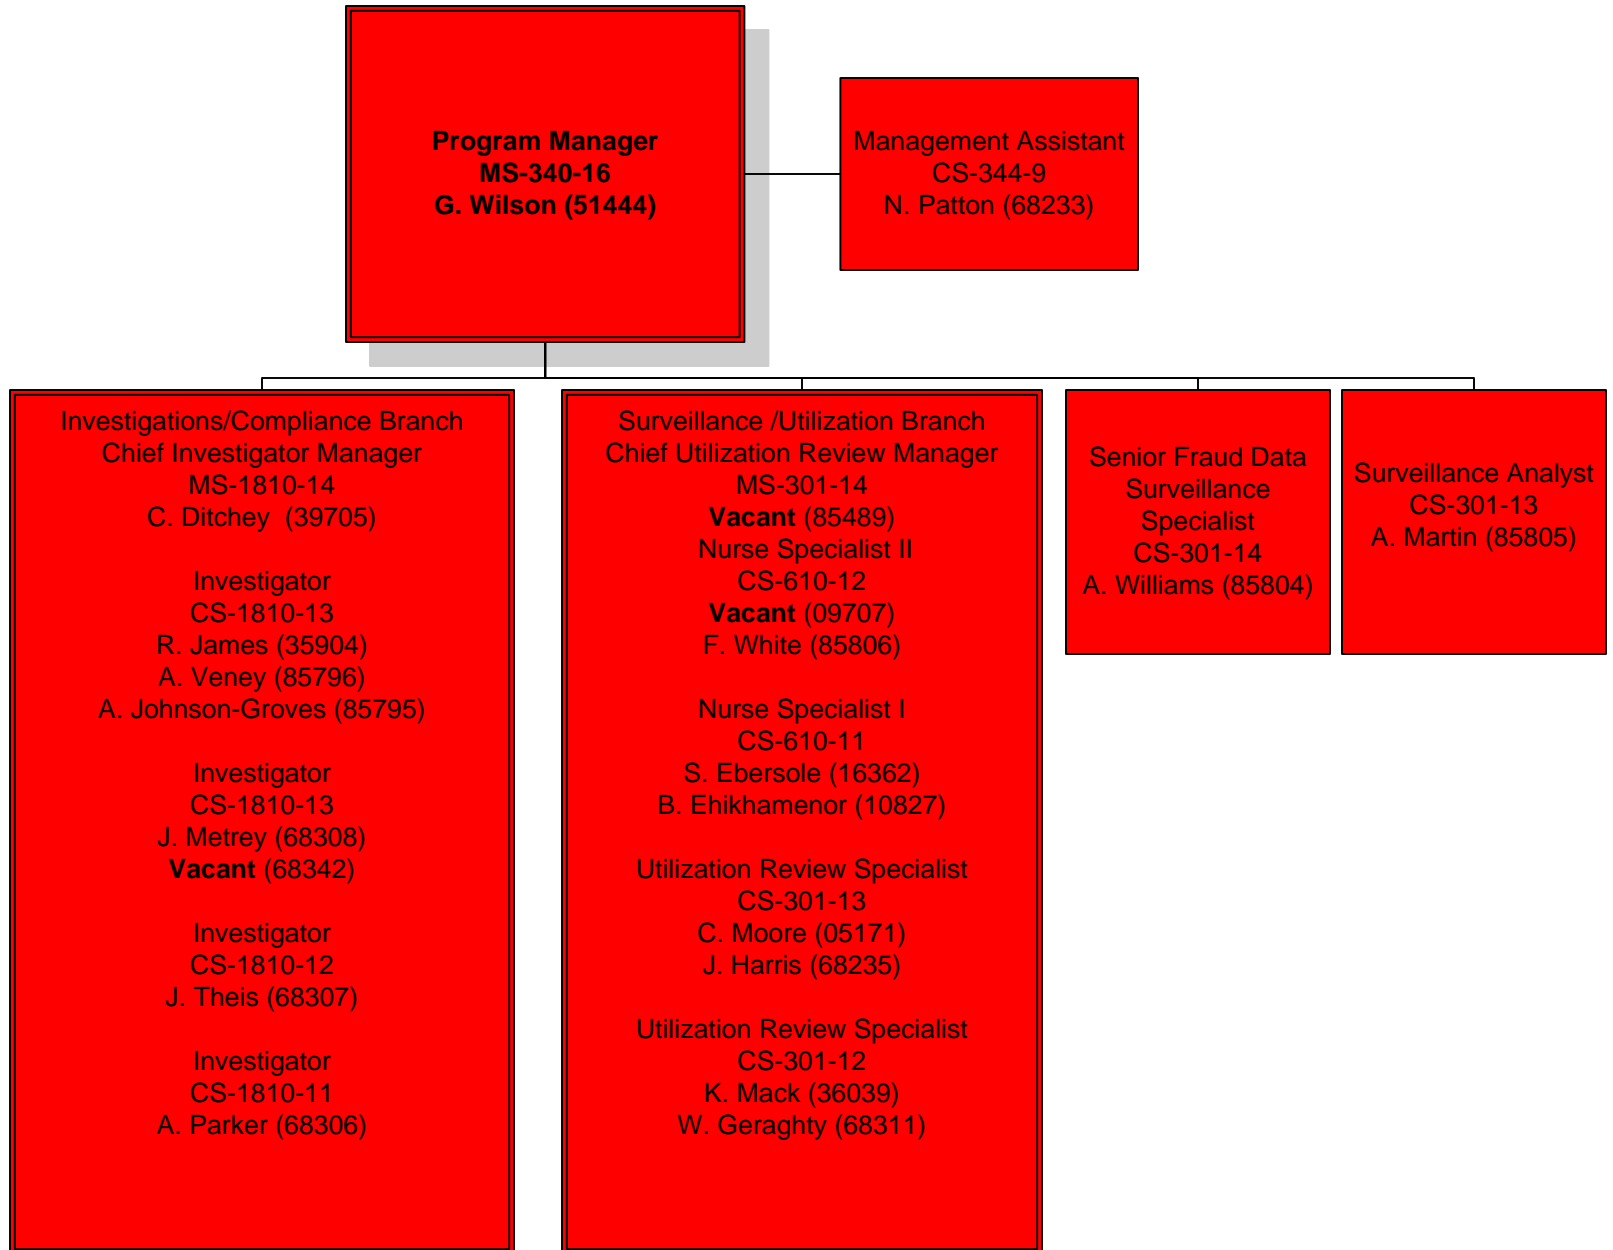 Program Manager
MS-340-16
G. Wilson (51444)
Management Assistant
CS-344-9
N. Patton (68233)
Investigations/Compliance Branch
Chief Investigator Manager
MS-1810-14
C. Ditchey  (39705)
Investigator
CS-1810-13
R. James (35904)
A. Veney (85796)
A. Johnson-Groves (85795)
Investigator
CS-1810-13
J. Metrey (68308)
Vacant (68342)
Investigator
CS-1810-12
J. Theis (68307)
Investigator
CS-1810-11
A. Parker (68306)
Surveillance /Utilization Branch
Chief Utilization Review Manager
MS-301-14
Vacant (85489)
Nurse Specialist II
CS-610-12
Vacant (09707)
F. White (85806)
Nurse Specialist I
CS-610-11
S. Ebersole (16362)
B. Ehikhamenor (10827)
Utilization Review Specialist
CS-301-13
C. Moore (05171)
J. Harris (68235)
Utilization Review Specialist
CS-301-12
K. Mack (36039)
W. Geraghty (68311)
Senior Fraud Data
Surveillance
Specialist
CS-301-14
A. Williams (85804)
Surveillance Analyst
CS-301-13
A. Martin (85805)